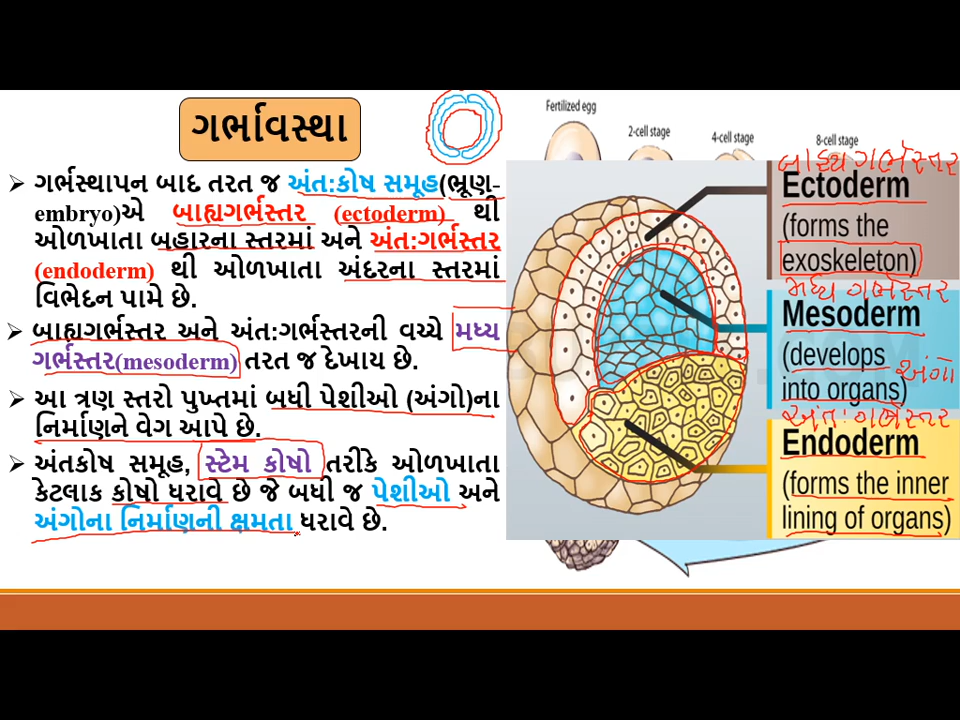 ગર્ભાવસ્થા
ગર્ભસ્થાપન બાદ તરત જ અંત:કોષ સમૂહ(ભ્રૂણ-
embryo)એ બાહ્યગર્ભસ્તર (ectoderm) થી
ઓળખાતા બહારના સ્તરમાં અને અંત:ગર્ભસ્તર
(endoderm) થી ઓળખાતા અંદરના સ્તરમાં
વિભેદન પામે છે.
બાહ્યગર્ભસ્તર અને અંત:ગર્ભસ્તરની વચ્ચે મધ્ય
ગર્ભસ્તર(mesoderm) તરત જ દેખાય છે.
આ ત્રણ સ્તરો પુખ્તમાં બધી પેશીઓ (અંગો)ના
નિર્માણને વેગ આપે છે.
અંતકોષ સમૂહ, સ્ટેમ કોષો તરીકે ઓળખાતા
કેટલાક કોષો ધરાવે છે જે બધી જ પેશીઓ અને
અંગોના નિર્માણની ક્ષમતા ધરાવે છે.
Fertilized egg
2-cell stage
4-cell stage
8-cell stage
બાહ્ય ગર્ભસ્તર
Ectoderm
(forms the
exoskeleton)
મધ્ય ગર્ભસ્તર
Mesoderm
(develops
into organs)
અંગો
અંત:ગર્ભસ્તર
Endoderm
(forms the inner
lining of organs)